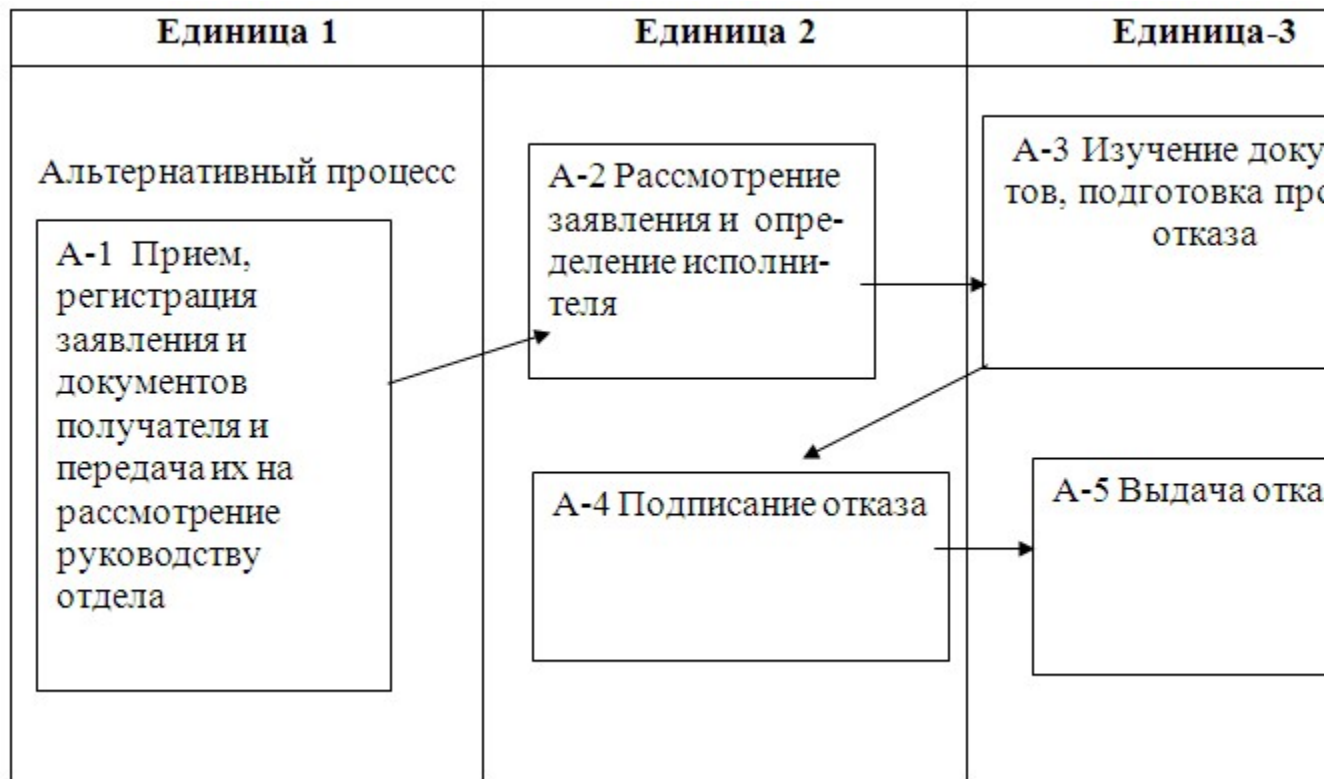 Единица 1
Единица 2
Единица-3
Альтернативный процесс
А-1 Прием,
регистрация
заявления и
документов
получателя и
передача их на
рассмотрение
руководству
отдела
А-2 Рассмотрение
заявления и опре-
деление исполни-
теля
А-3 Изучение доку
тов, подготовка про
отказа
А-4 Подписание отказа
А-5 Выдача отка